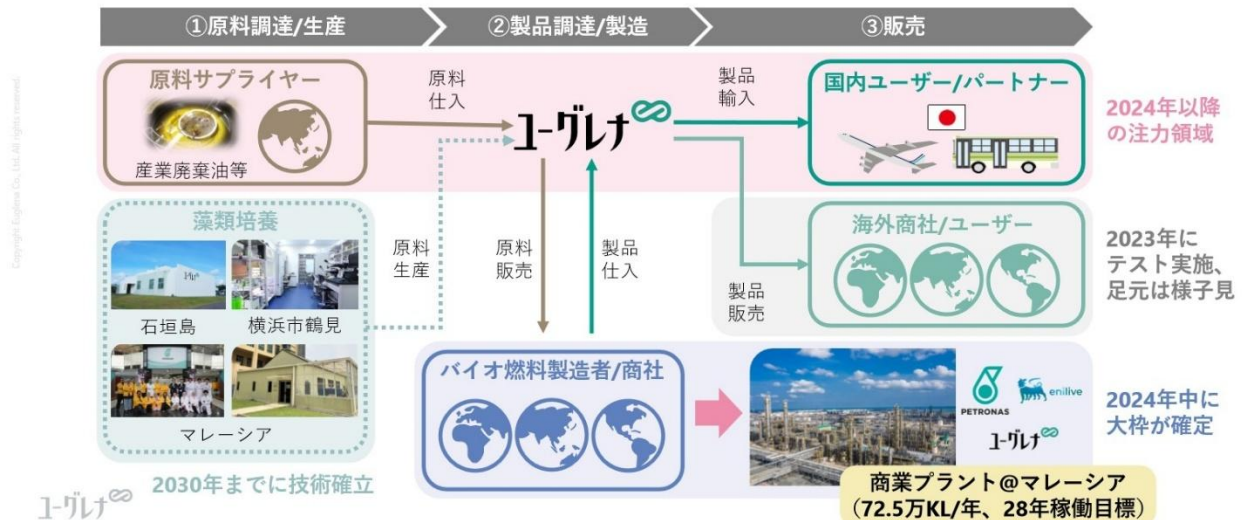 ①原料調達/生産
②製品調達/製造
③販売
原料サプライヤー
産業廃棄油等
原料
仕入
ユーグレナ
製品
輸入
国内ユーザー/パートナー
2024年以降
の注力領域
藻類培養
石垣島
横浜市鶴見
マレーシア
原料
生産
原料
販売
製品
仕入
製品
販売
海外商社/ユーザー
2023年に
テスト実施、
足元は様子見
バイオ燃料製造者/商社
PETRONAS
enilive
ユーグレナ
2024年中に
大枠が確定
2030年までに技術確立
商業プラント@マレーシア
(72.5万KL/年、28年稼働目標)
ユーグレナ
Copyright Euglena Co., Ltd. All rights reserved.